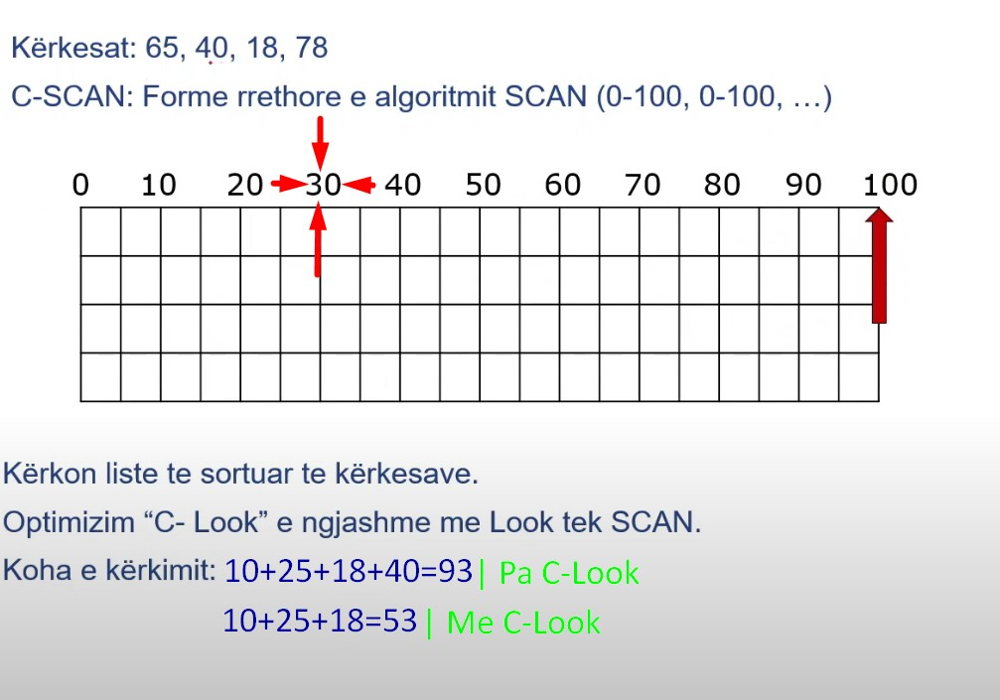 Kërkesat: 65, 40, 18, 78
C-SCAN: Forme rrethore e algoritmit SCAN (0-100, 0-100, …)
0 10 20 30 40 50 60 70 80 90 100
Kërkon liste te sortuar te kërkesave.
Optimizim “C- Look” e ngjashme me Look tek SCAN.
Koha e kërkimit: 10+25+18+40=93| Pa C-Look
10+25+18=53| Me C-Look